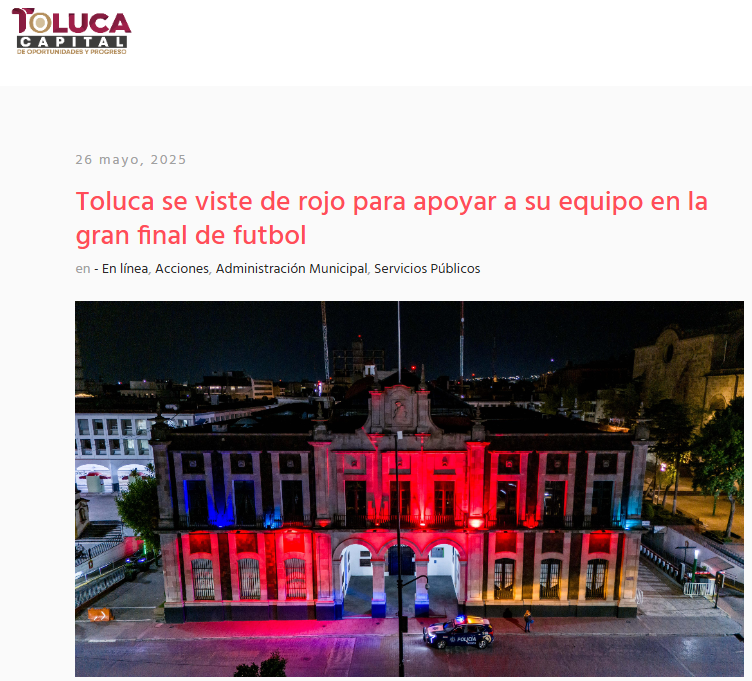 TOLUCA
CAPITAL
DE OPORTUNIDADES Y PROGRESO
26 mayo, 2025
Toluca se viste de rojo para apoyar a su equipo en la
gran final de futbol
en - En línea, Acciones, Administración Municipal, Servicios Públicos
POLICÍA